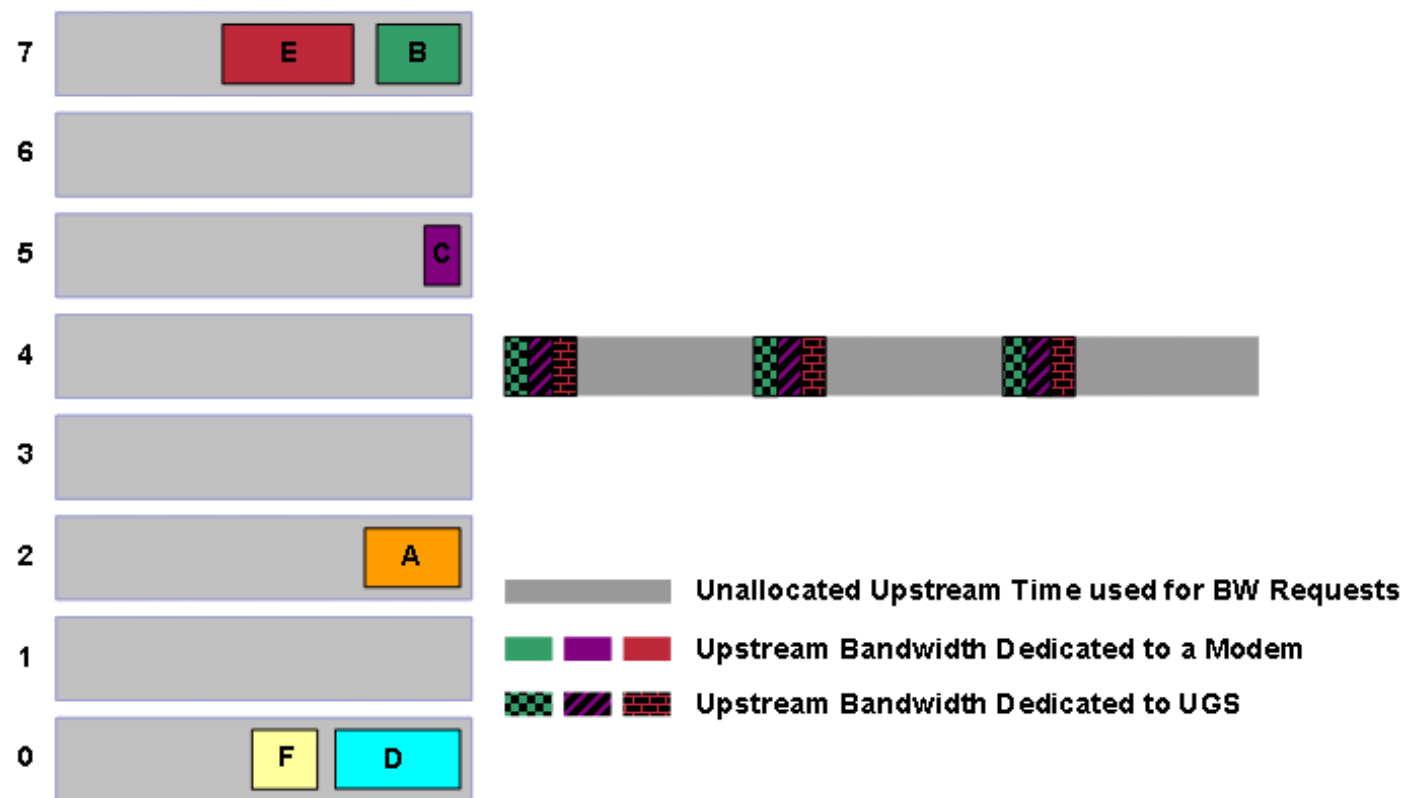 7 E B
6
5 C
4
3
2 A
Unallocated Upstream Time used for BW Requests
1 Upstream Bandwidth Dedicated to a Modem
Upstream Bandwidth Dedicated to UGS
0 F D